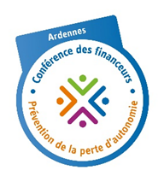 Ardennes
Conférence des financeurs
Prévention de la perte d'autonomie